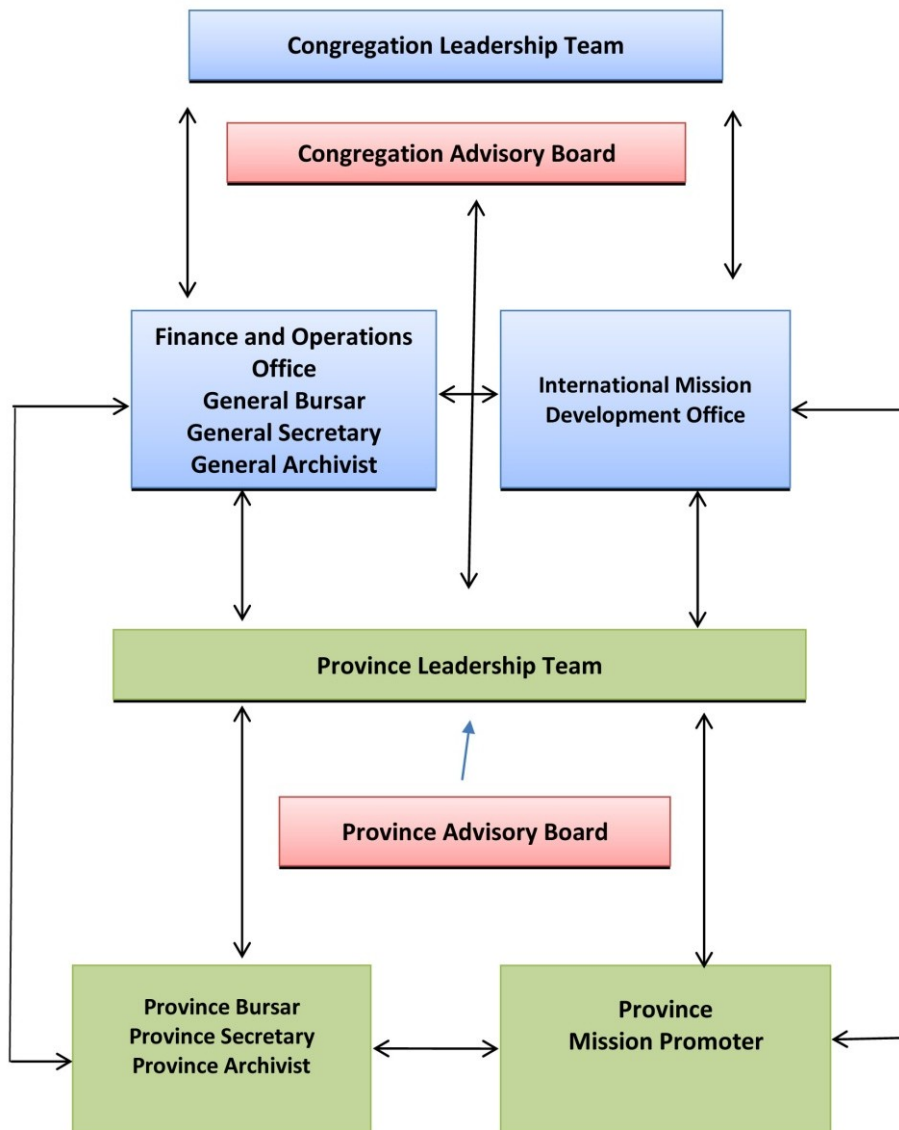 Congregation Leadership Team
Congregation Advisory Board
Finance and Operations
Office
General Bursar
General Secretary
General Archivist
International Mission
Development Office
Province Leadership Team
Province Advisory Board
Province Bursar
Province Secretary
Province Archivist
Province
Mission Promoter